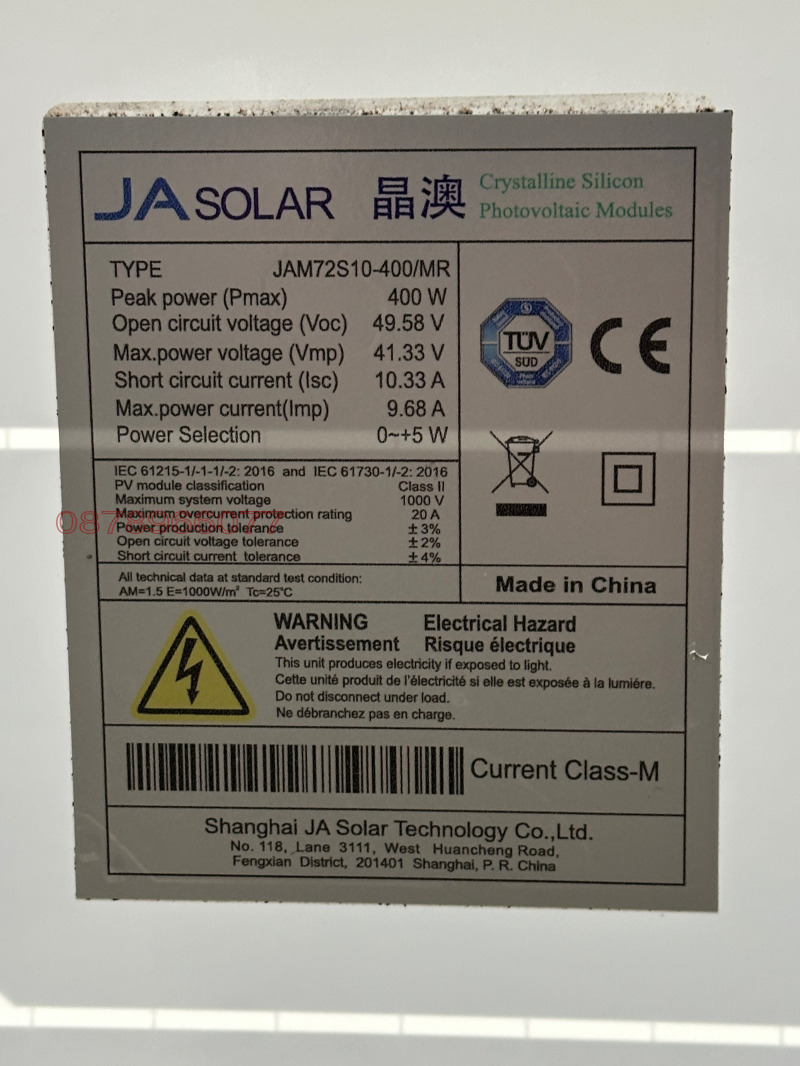 JA SOLAR 晶澳 Crystalline Silicon
Photovoltaic Modules
TYPE JAM72S10-400/MR
Peak power (Pmax) 400 W
Open circuit voltage (Voc) 49.58 V
Max.power voltage (Vmp) 41.33 V
Short circuit current (Isc) 10.33 A
Max.power current(Imp) 9.68 A
Power Selection 0~+5 W
TÜV
SÜD
CE
IEC 61215-1/-1-1/-2: 2016 and IEC 61730-1/-2: 2016
PV module classification Class II
Maximum system voltage 1000 V
Maximum overcurrent protection rating 20 A
0878966077
Power production tolerance ±3%
Open circuit voltage tolerance ±2%
Short circuit current tolerance ±4%
All technical data at standard test condition:
AM=1.5 E=1000W/m² Tc=25°C
Made in China
WARNING Electrical Hazard
Avertissement Risque électrique
This unit produces electricity if exposed to light.
Cette unité produit de l'électricité si elle est exposée à la lumiére.
Do not disconnect under load.
Ne débranchez pas en charge.
Current Class-M
Shanghai JA Solar Technology Co.,Ltd.
No. 118, Lane 3111, West Huancheng Road,
Fengxian District, 201401 Shanghai, P. R. China